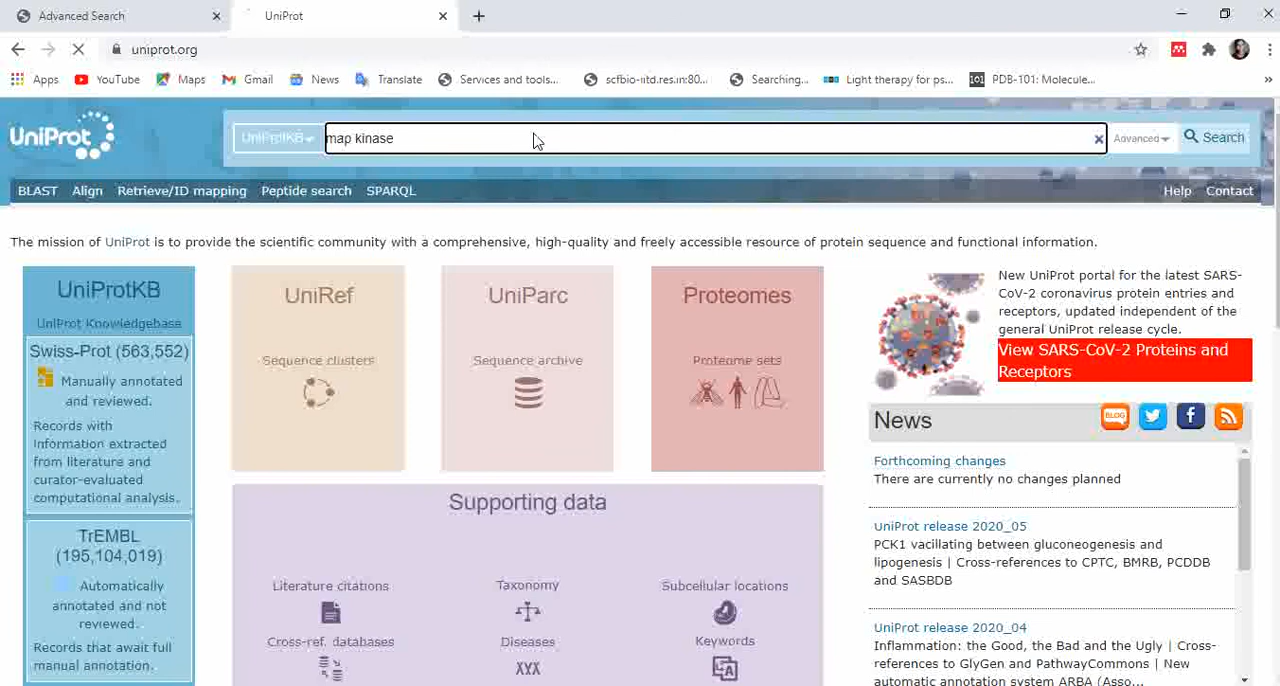 Advanced Search
UniProt
uniprot.org
Apps
YouTube
Maps
Gmail
News
Translate
Services and tools...
scfbio-iitd.res.in:80...
Searching...
Light therapy for ps...
101
PDB-101: Molecule...
UniProt
UniProtKB
map kinase
Advanced
Search
BLAST
Align
Retrieve/ID mapping
Peptide search
SPARQL
Help
Contact
The mission of UniProt is to provide the scientific community with a comprehensive, high-quality and freely accessible resource of protein sequence and functional information.
UniProtKB
UniProt Knowledgebase
Swiss-Prot (563,552)
Manually annotated
and reviewed.
Records with
information extracted
from literature and
curator-evaluated
computational analysis.
TrEMBL
(195,104,019)
Automatically
annotated and not
reviewed.
Records that await full
manual annotation.
UniRef
Sequence clusters
UniParc
Sequence archive
Proteomes
Proteome sets
Supporting data
Literature citations
Taxonomy
Subcellular locations
Cross-ref. databases
Diseases
Keywords
XXX
New UniProt portal for the latest SARS-
CoV-2 coronavirus protein entries and
receptors, updated independent of the
general UniProt release cycle.
View SARS-CoV-2 Proteins and
Receptors
News
BLOG
Forthcoming changes
There are currently no changes planned
UniProt release 2020_05
PCK1 vacillating between gluconeogenesis and
lipogenesis | Cross-references to CPTC, BMRB, PCDDB
and SASBDB
UniProt release 2020_04
Inflammation: the Good, the Bad and the Ugly | Cross-
references to GlyGen and PathwayCommons | New
automatic annotation system ARBA (Asso...